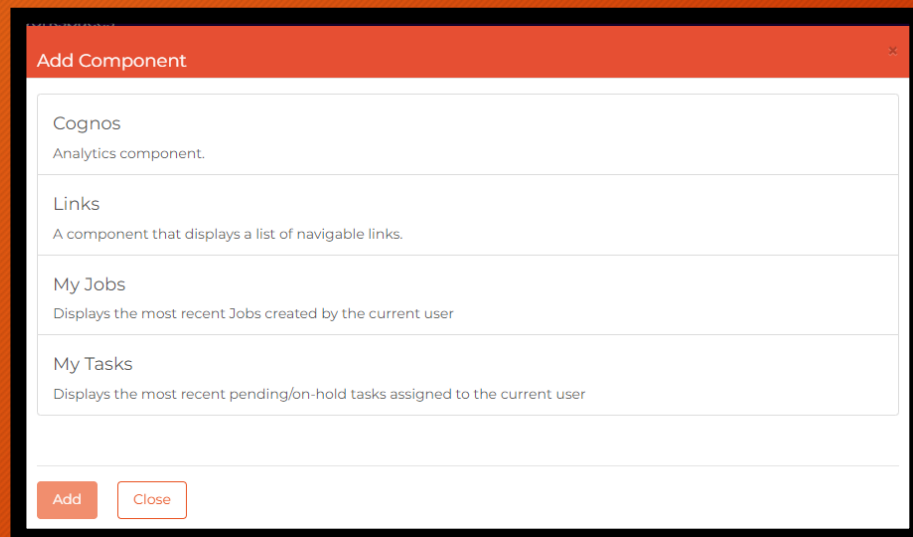 Add Component
×
Cognos
Analytics component.
Links
A component that displays a list of navigable links.
My Jobs
Displays the most recent Jobs created by the current user
My Tasks
Displays the most recent pending/on-hold tasks assigned to the current user
Add
Close